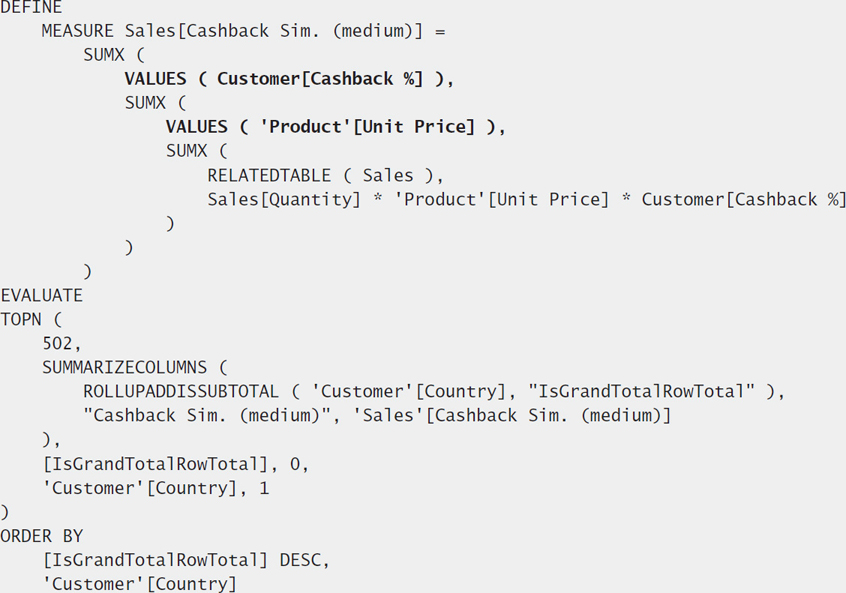 DEFINE
    MEASURE Sales[Cashback Sim. (medium)] =
        SUMX (
            VALUES ( Customer[Cashback %] ),
            SUMX (
                VALUES ( 'Product'[Unit Price] ),
                SUMX (
                    RELATEDTABLE ( Sales ),
                    Sales[Quantity] * 'Product'[Unit Price] * Customer[Cashback %]
                )
            )
        )
EVALUATE
TOPN (
    502,
    SUMMARIZECOLUMNS (
        ROLLUPADDISSUBTOTAL ( 'Customer'[Country], "IsGrandTotalRowTotal" ),
        "Cashback Sim. (medium)", 'Sales'[Cashback Sim. (medium)]
    ),
    [IsGrandTotalRowTotal], 0,
    'Customer'[Country], 1
)
ORDER BY
    [IsGrandTotalRowTotal] DESC,
    'Customer'[Country]